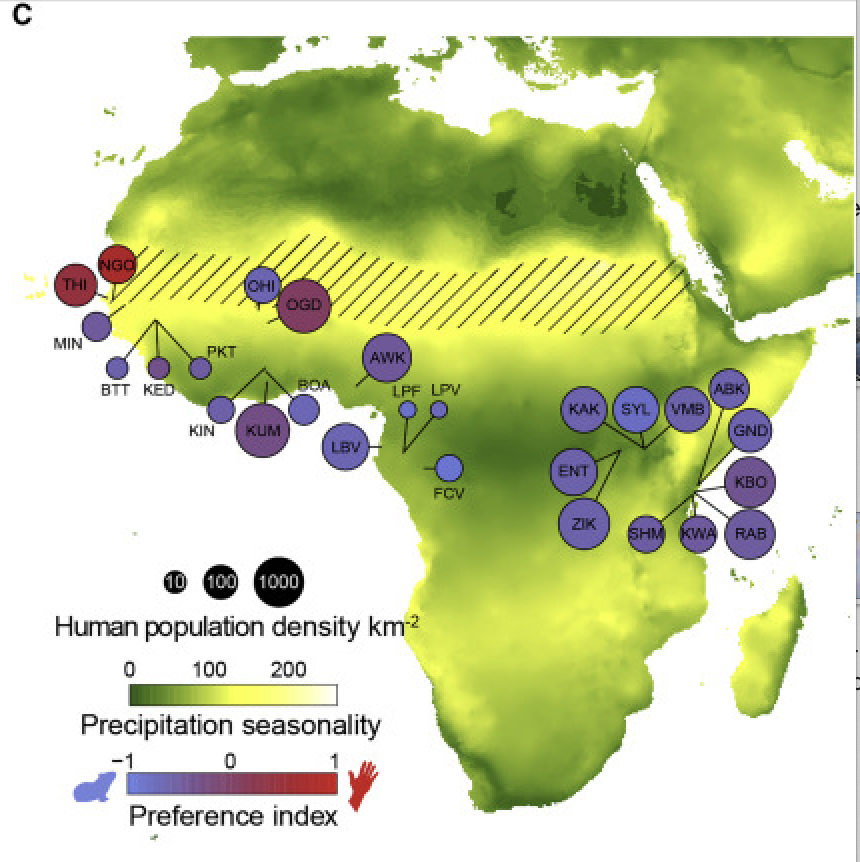 C
NGO
THI
OHI
OGD
MIN
PKT
BTT
KED
AWK
BOA
LPF
LPV
KIN
KUM
LBV
FCV
KAK
SYL
VMB
ABK
GND
ENT
KBO
ZIK
SHM
KWA
RAB
10 100 1000
Human population density km-2
0 100 200
Precipitation seasonality
−1 0 1
Preference index